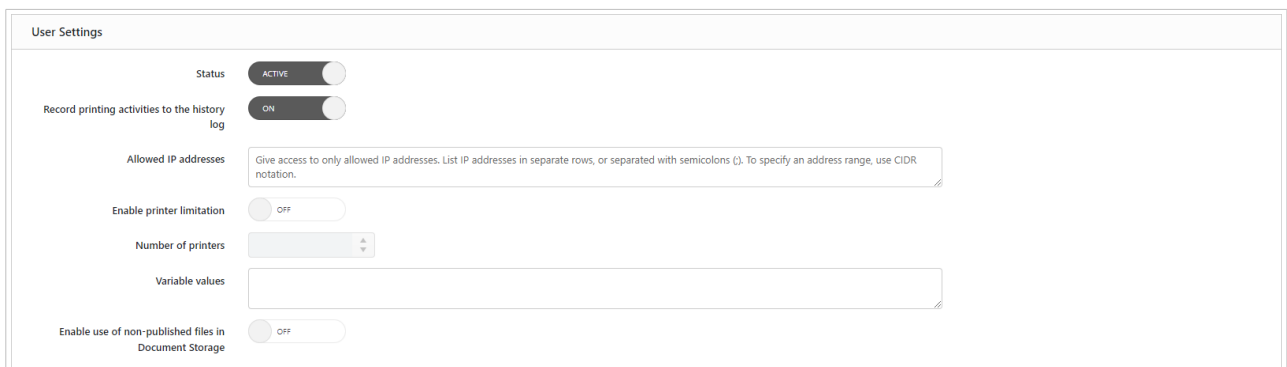 User Settings
Status
ACTIVE
Record printing activities to the history
log
ON
Allowed IP addresses
Give access to only allowed IP addresses. List IP addresses in separate rows, or separated with semicolons (;). To specify an address range, use CIDR
notation.
Enable printer limitation
OFF
Number of printers
Variable values
Enable use of non-published files in
Document Storage
OFF